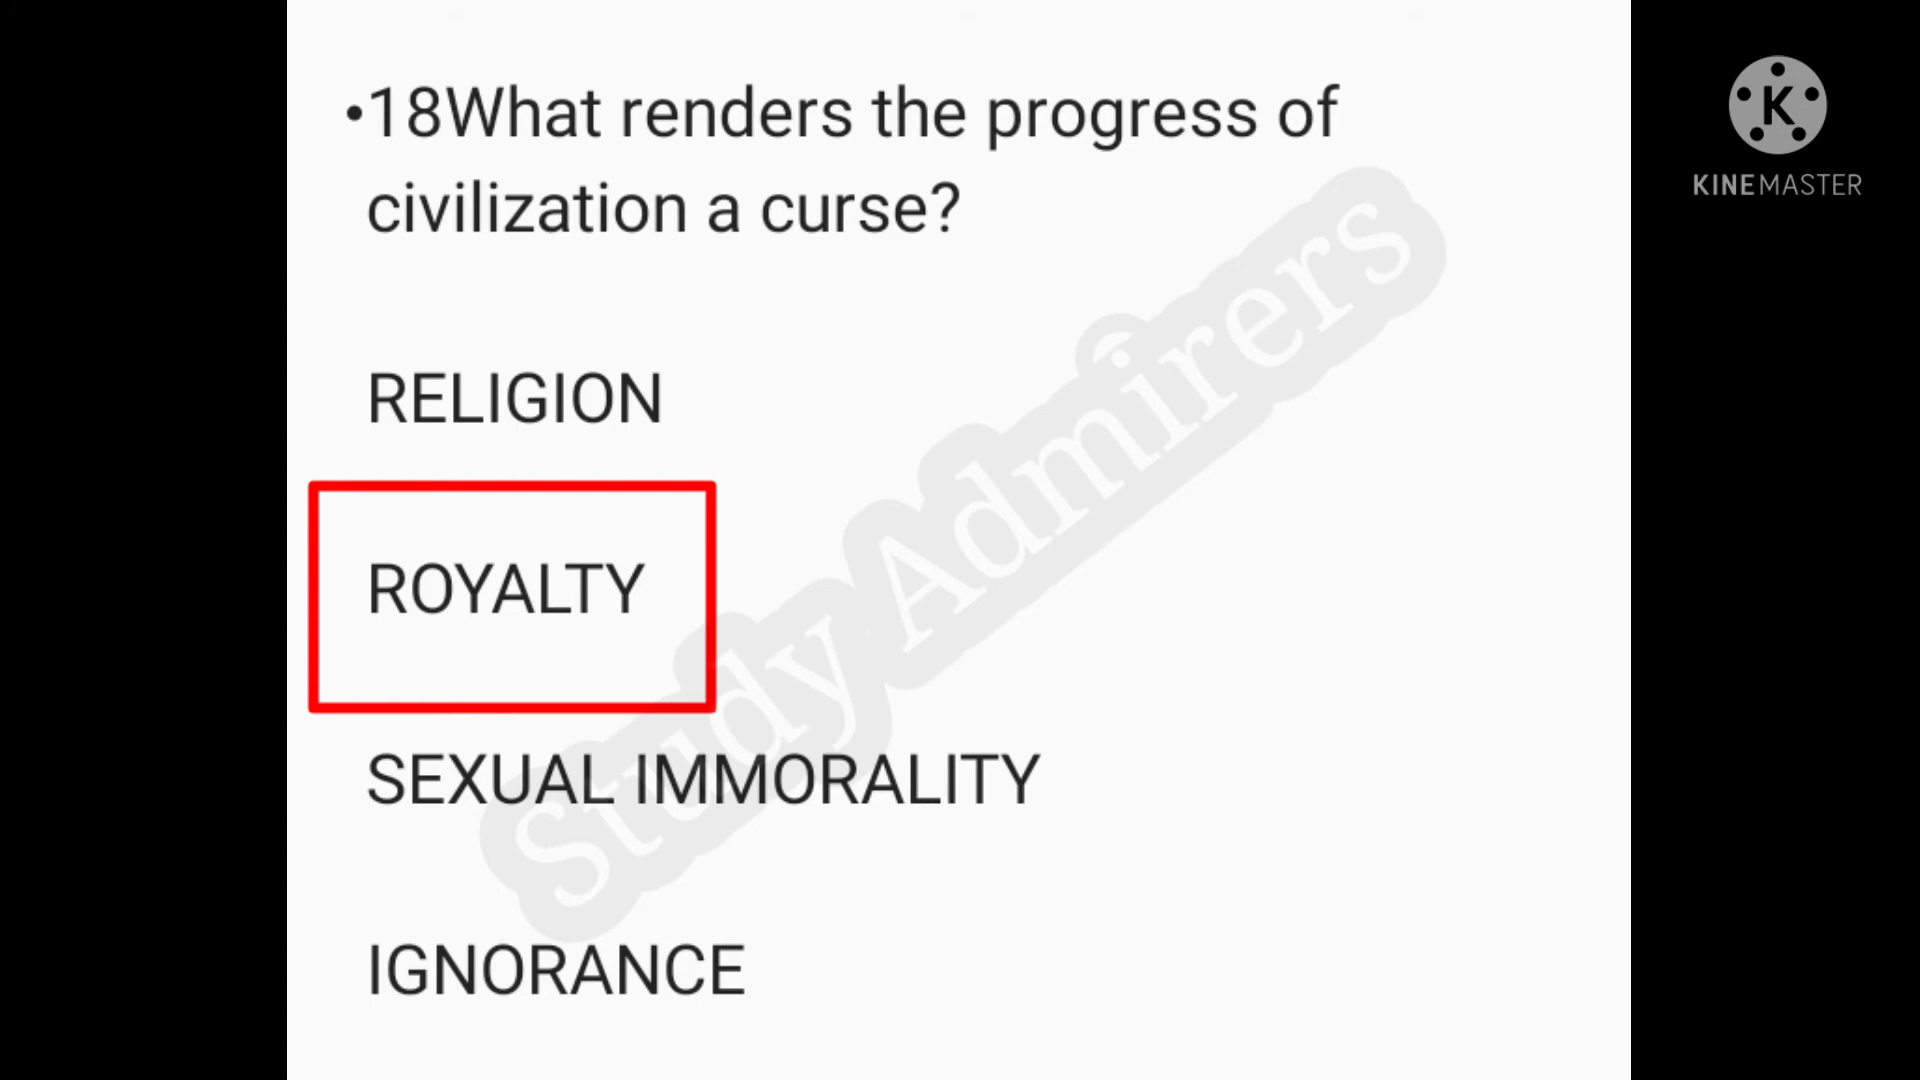 •18What renders the progress of
civilization a curse?
RELIGION
ROYALTY
SEXUAL IMMORALITY
IGNORANCE
Study Admirers
K
KINEMASTER